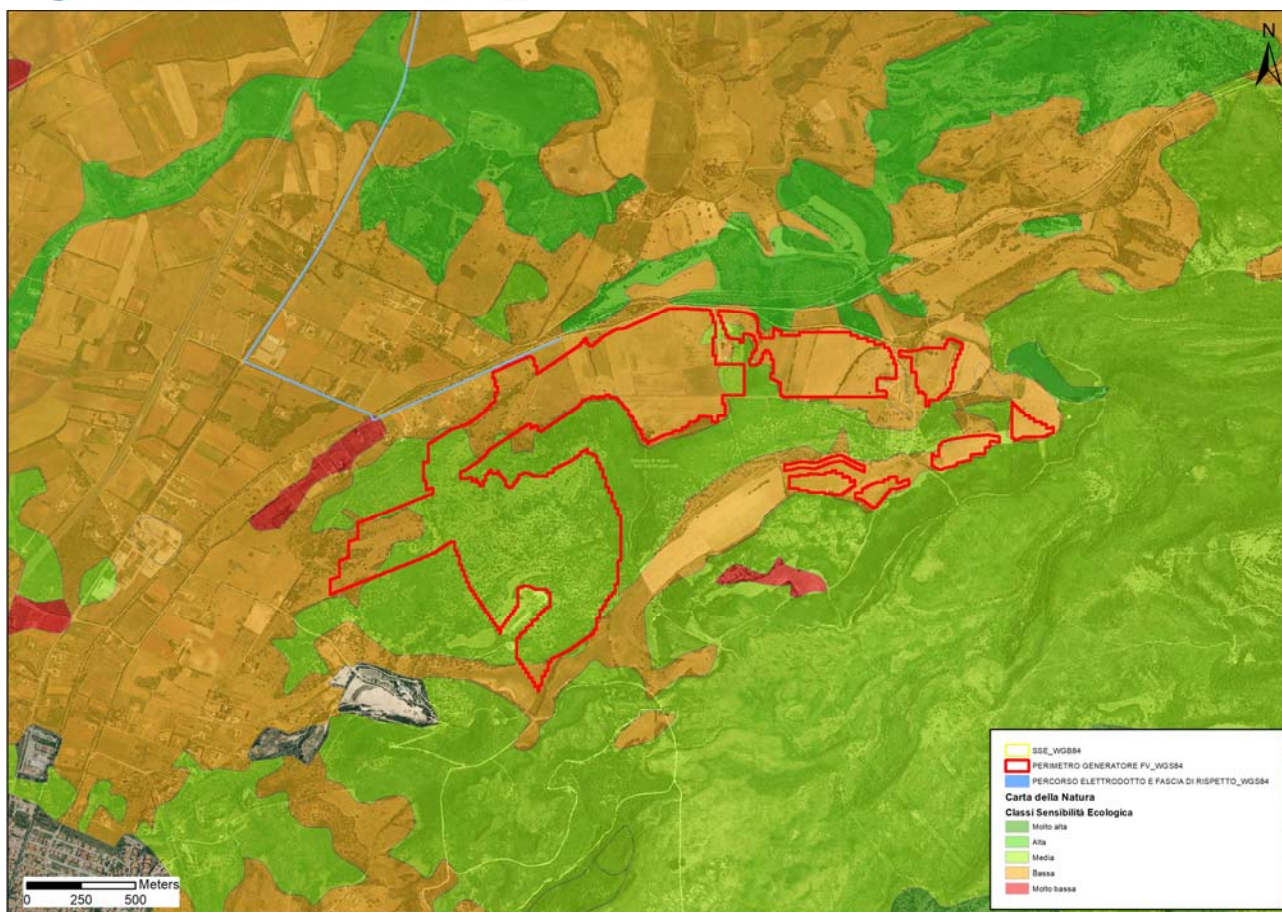 N
SSE_WGB84
PERIMETRO GENERATORE FV_WGS84
PERCORSO ELETTRODOTTO E FASCIA DI RISPETTO_WGS84
Carta della Natura
Classi Sensibilità Ecologica
Molto alta
Alta
Media
Bassa
Molto bassa
Meters
0 250 500